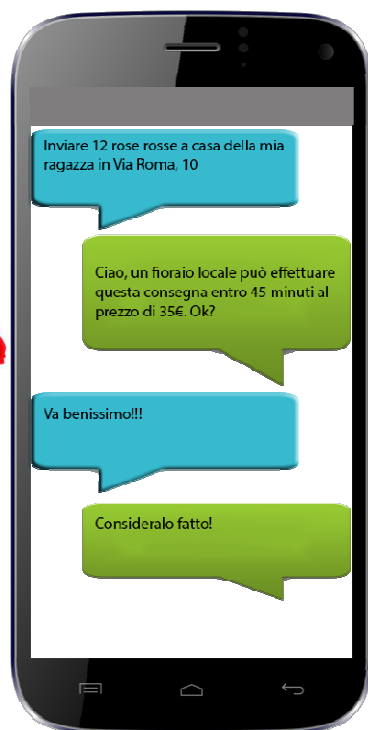 Inviare 12 rose rosse a casa della mia
ragazza in Via Roma, 10
Ciao, un fioraio locale può effettuare
questa consegna entro 45 minuti al
prezzo di 35€. Ok?
Va benissimo!!!
Consideralo fatto!